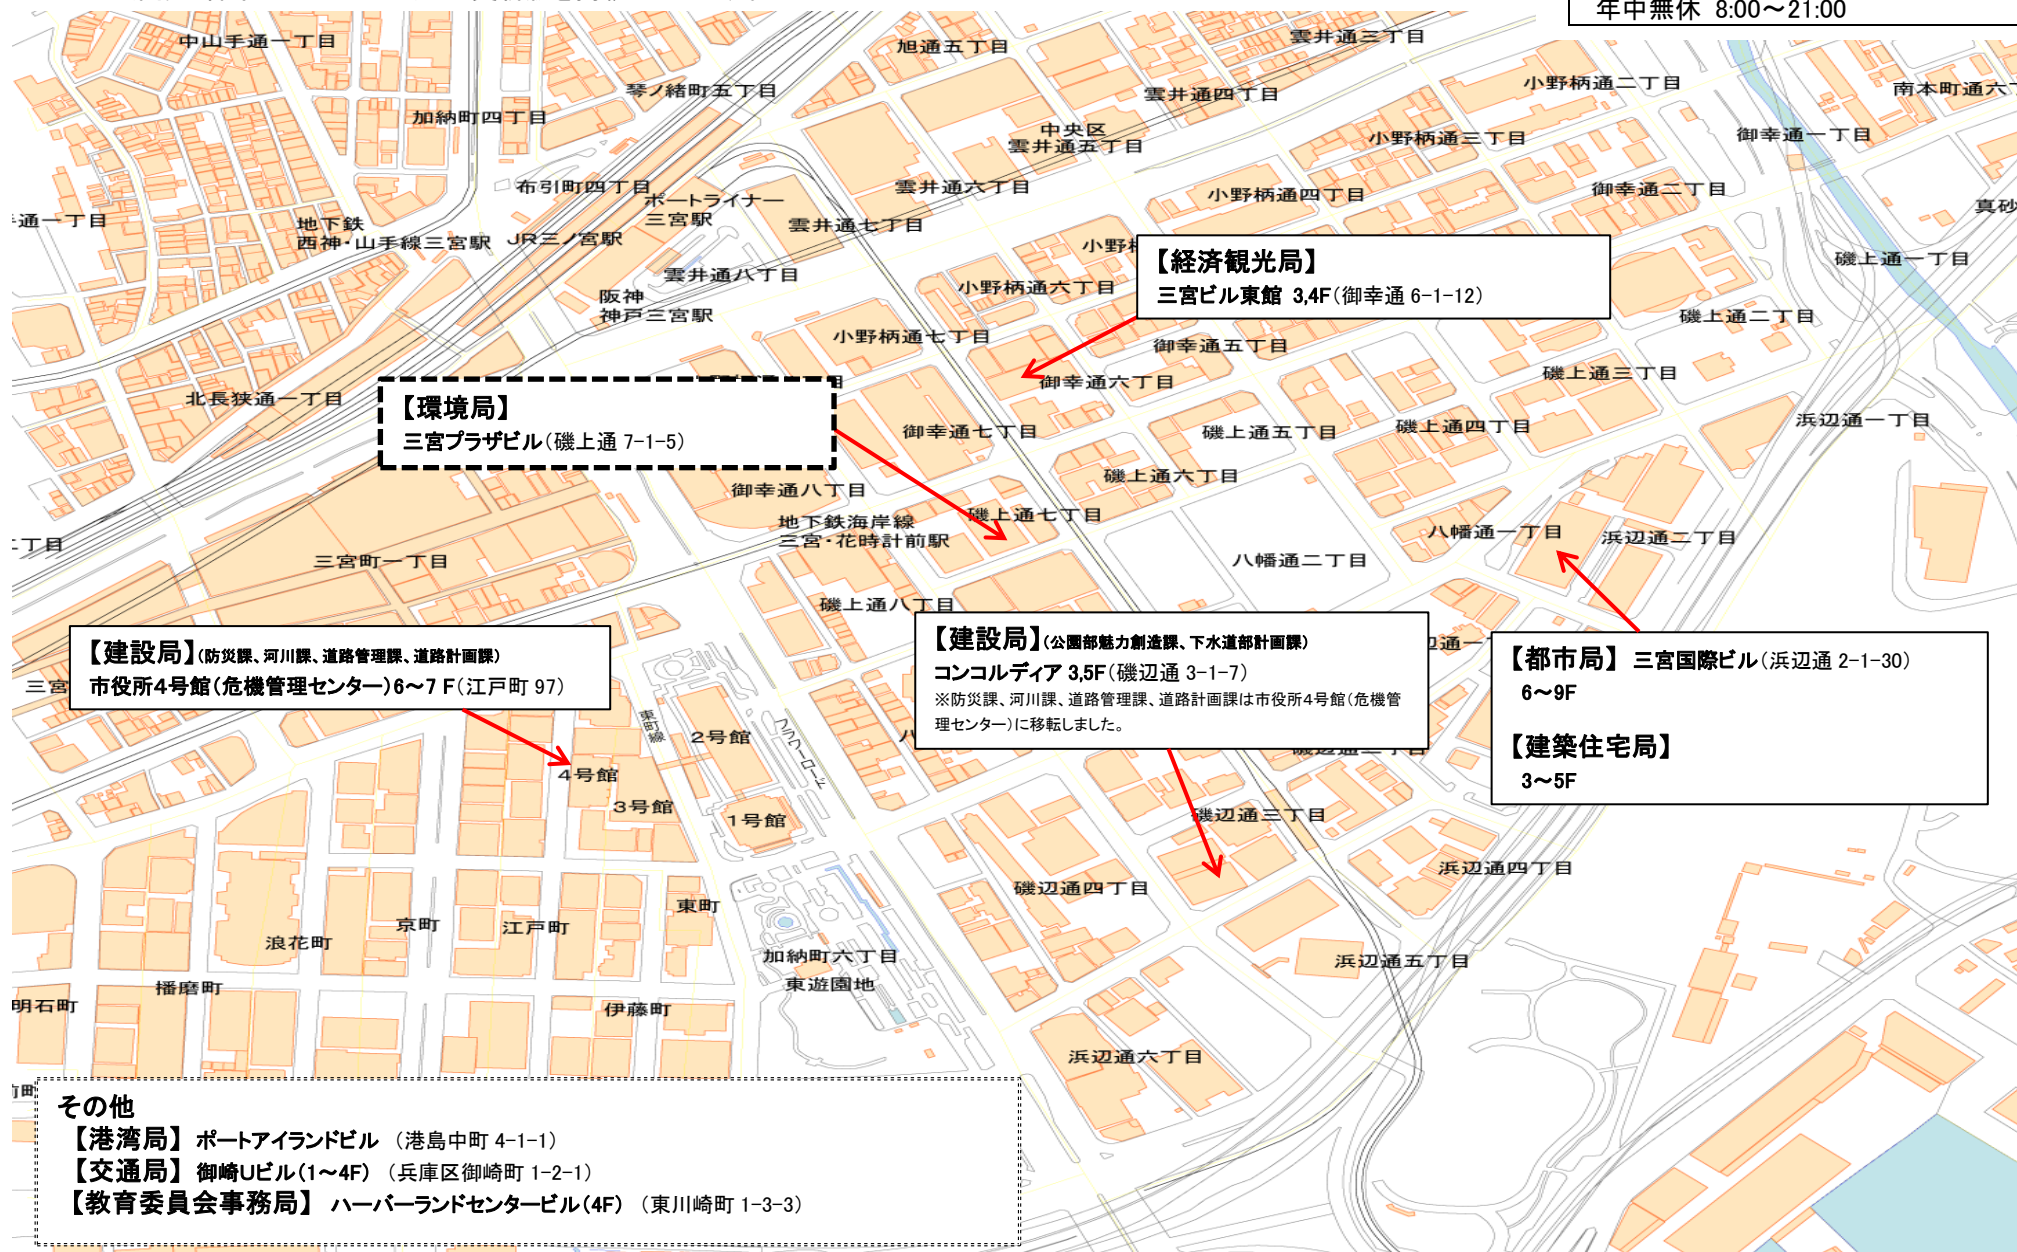 年中無休 8:00～21:00
中山手通一丁目
旭通五丁目
雲井通三丁目
小野柄通二丁目
南本町通六丁
琴ノ緒町五丁目
雲井通四丁目
加納町四丁目
中央区
雲井通五丁目
小野柄通三丁目
御幸通一丁目
布引町四丁目
雲井通六丁目
小野柄通四丁目
御幸通二丁目
ポートライナー
三宮駅
真砂
通一丁目
地下鉄
西神・山手線三宮駅
JR三ノ宮駅
雲井通七丁目
小野柄
磯上通一丁目
雲井通八丁目
小野柄通六丁目
阪神
神戸三宮駅
【経済観光局】
三宮ビル東館 3,4F（御幸通 6-1-12）
磯上通二丁目
小野柄通七丁目
御幸通五丁目
磯上通三丁目
御幸通六丁目
北長狭通一丁目
【環境局】
三宮プラザビル（磯上通 7-1-5）
御幸通七丁目
磯上通五丁目
磯上通四丁目
浜辺通一丁目
磯上通六丁目
御幸通八丁目
磯上通七丁目
地下鉄海岸線
三宮・花時計前駅
八幡通一丁目
浜辺通二丁目
丁目
三宮町一丁目
八幡通二丁目
磯上通八丁目
【建設局】（防災課、河川課、道路管理課、道路計画課）
市役所4号館（危機管理センター）6～7 F（江戸町 97）
三宮
【建設局】（公園部魅力創造課、下水道部計画課）
コンコルディア 3,5F（磯辺通 3-1-7）
※防災課、河川課、道路管理課、道路計画課は市役所4号館（危機管
理センター）に移転しました。
辺通一
【都市局】 三宮国際ビル（浜辺通 2-1-30）
6～9F
【建築住宅局】
3～5F
東町線
2号館
フラワーロード
八
4号館
3号館
1号館
磯辺通三丁目
浜辺通四丁目
磯辺通四丁目
東町
京町
江戸町
浪花町
加納町六丁目
東遊園地
浜辺通五丁目
播磨町
明石町
伊藤町
浜辺通六丁目
前町
その他
【港湾局】 ポートアイランドビル （港島中町 4-1-1）
【交通局】 御崎Uビル（1～4F） （兵庫区御崎町 1-2-1）
【教育委員会事務局】 ハーバーランドセンタービル（4F） （東川崎町 1-3-3）